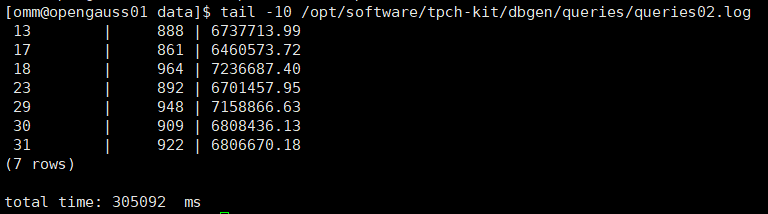 [omm@opengauss01 data]$ tail -10 /opt/software/tpch-kit/dbgen/queries/queries02.log
13 | 888 | 6737713.99
17 | 861 | 6460573.72
18 | 964 | 7236687.40
23 | 892 | 6701457.95
29 | 948 | 7158866.63
30 | 909 | 6808436.13
31 | 922 | 6806670.18
(7 rows)
total time: 305092 ms